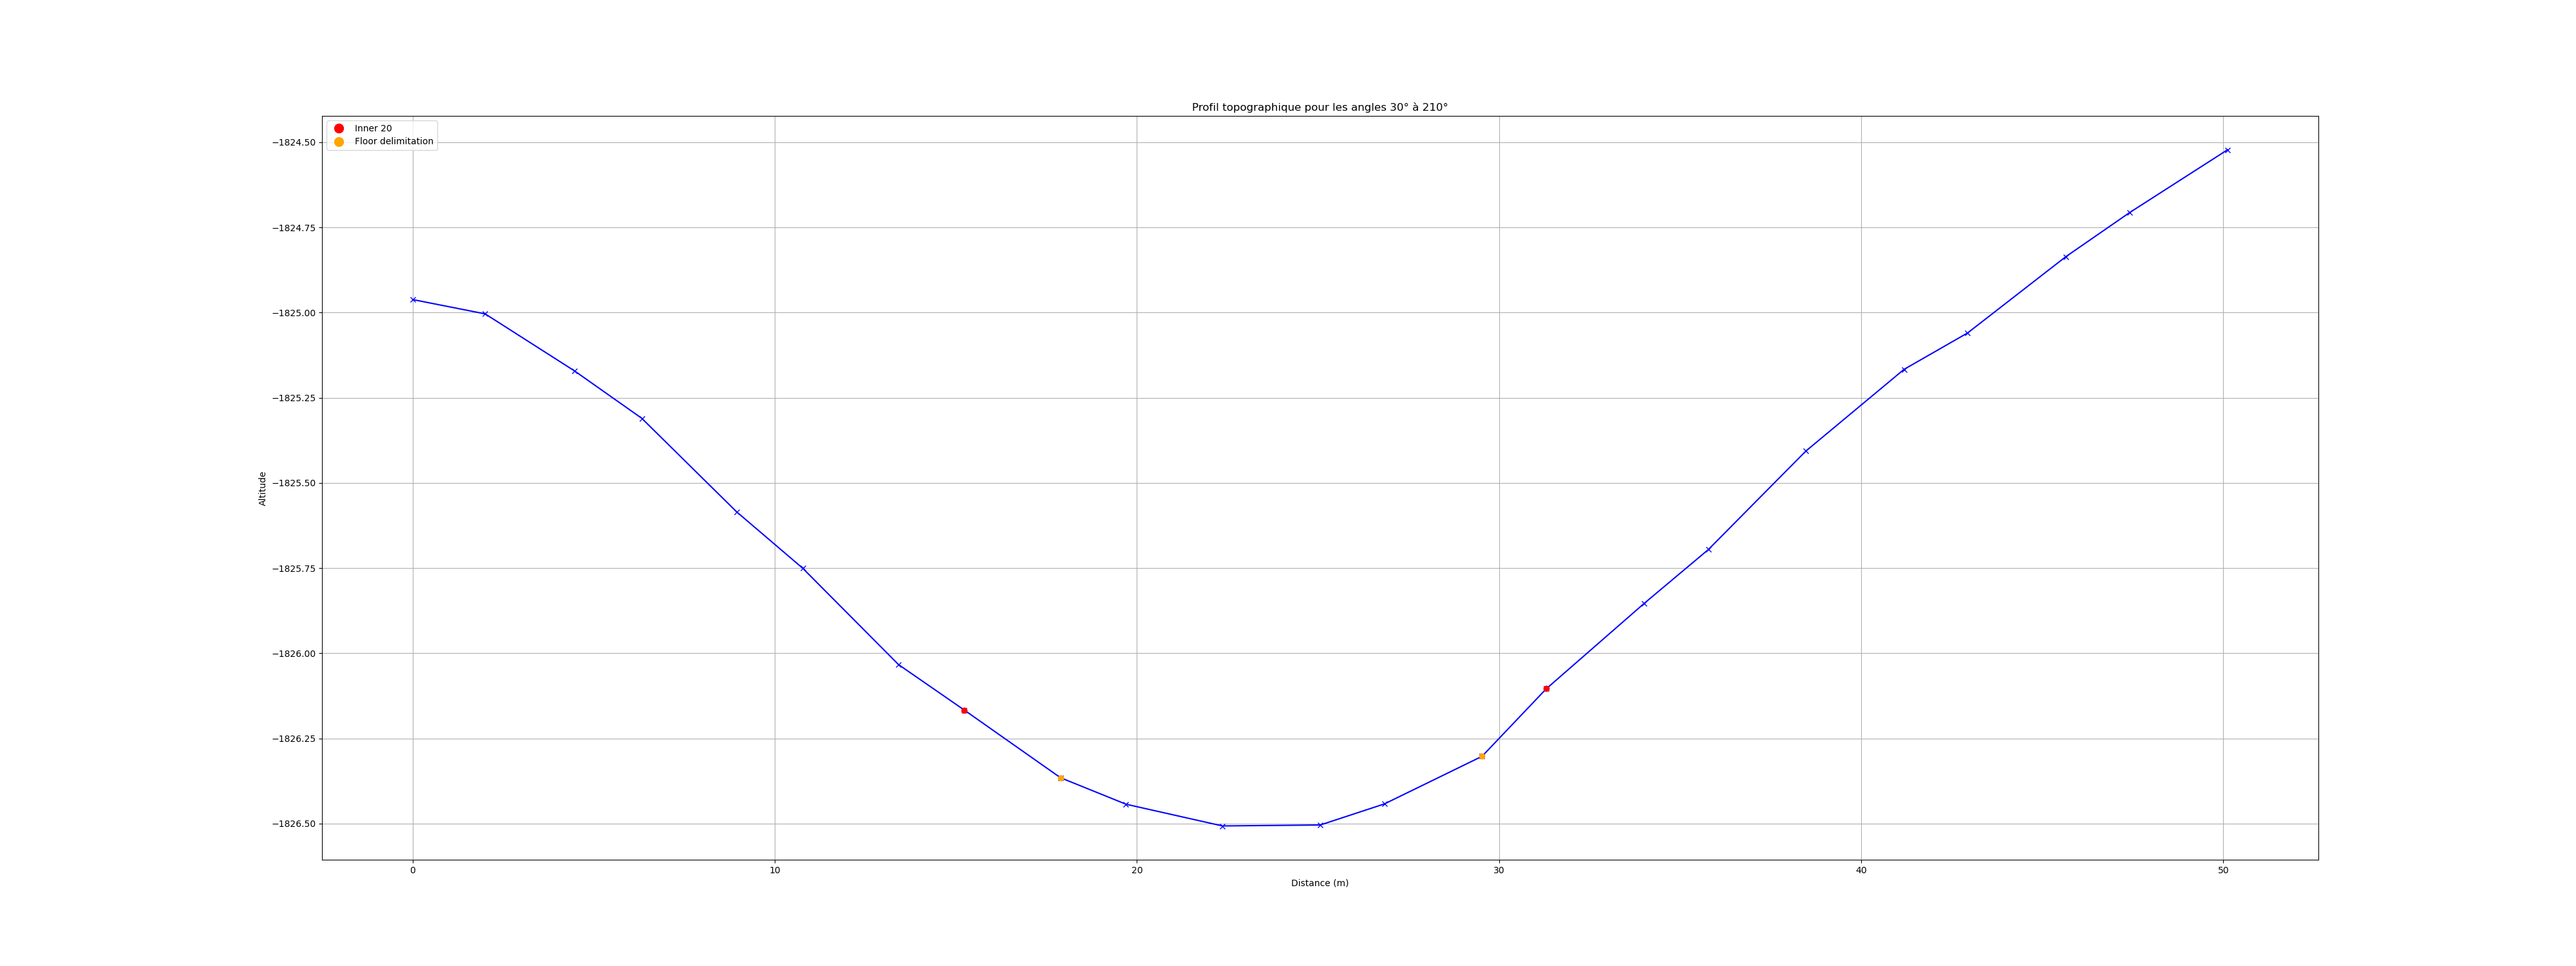 Profil topographique pour les angles 30° à 210°
Inner 20
Floor delimitation
−1824.50
−1824.75
−1825.00
−1825.25
−1825.50
−1825.75
−1826.00
−1826.25
−1826.50
Altitude
0 10 20 30 40 50
Distance (m)